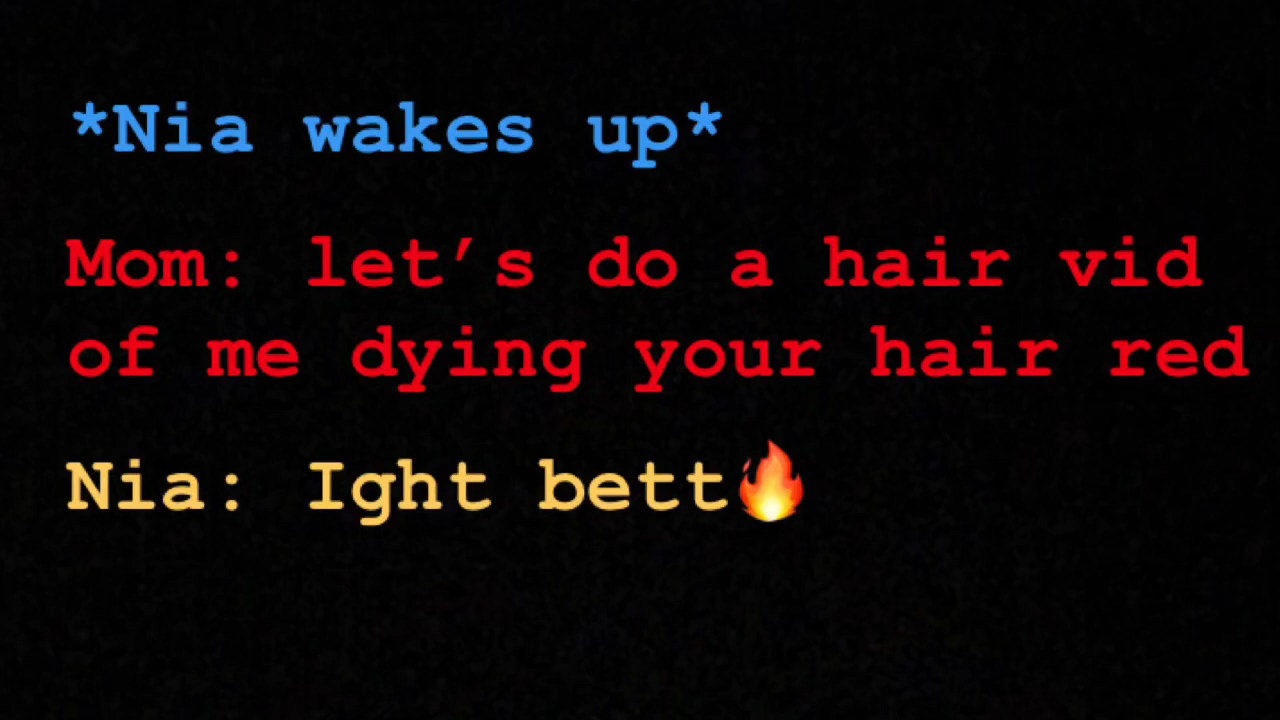 *Nia wakes up*
Mom: let’s do a hair vid
of me dying your hair red
Nia: Ight bett🔥